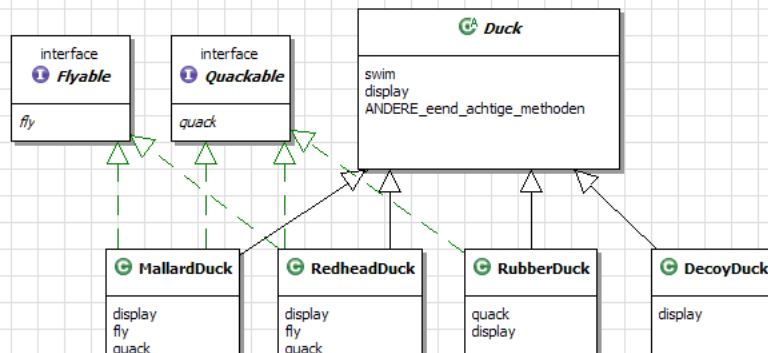 interface
Flyable
fly
interface
Quackable
quack
Duck
swim
display
ANDERE_eend_achtige_methoden
MallardDuck
display
fly
quack
RedheadDuck
display
fly
quack
RubberDuck
quack
display
DecoyDuck
display